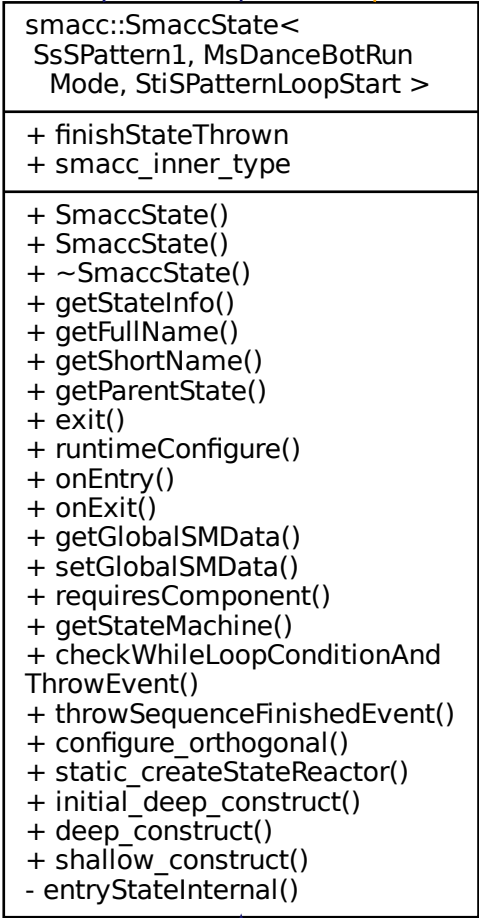 smacc::SmaccState<
SsSPattern1, MsDanceBotRun
Mode, StiSPatternLoopStart >
+ finishStateThrown
+ smacc_inner_type
+ SmaccState()
+ SmaccState()
+ ~SmaccState()
+ getStateInfo()
+ getFullName()
+ getShortName()
+ getParentState()
+ exit()
+ runtimeConfigure()
+ onEntry()
+ onExit()
+ getGlobalSMData()
+ setGlobalSMData()
+ requiresComponent()
+ getStateMachine()
+ checkWhileLoopConditionAnd
ThrowEvent()
+ throwSequenceFinishedEvent()
+ configure_orthogonal()
+ static_createStateReactor()
+ initial_deep_construct()
+ deep_construct()
+ shallow_construct()
- entryStateInternal()